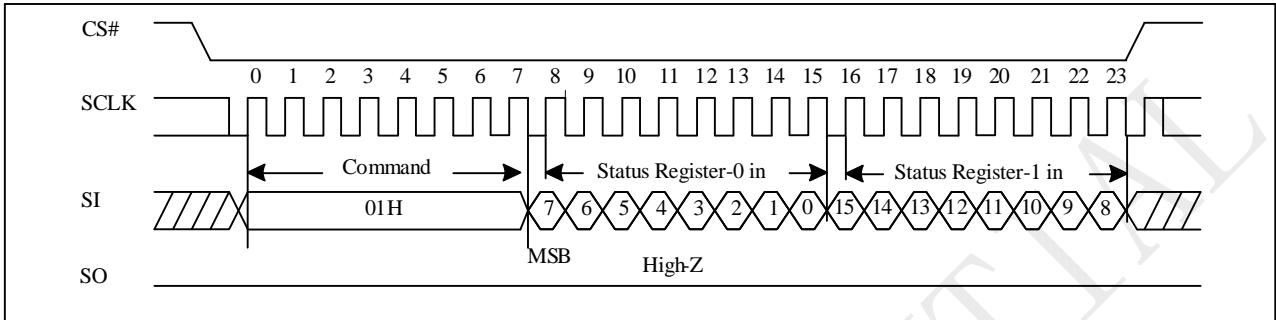 CS#
0 1 2 3 4 5 6 7 8 9 10 11 12 13 14 15 16 17 18 19 20 21 22 23
SCLK
Command Status Register-0 in Status Register-1 in
SI 01H 7 6 5 4 3 2 1 0 15 14 13 12 11 10 9 8
MSB High-Z
SO